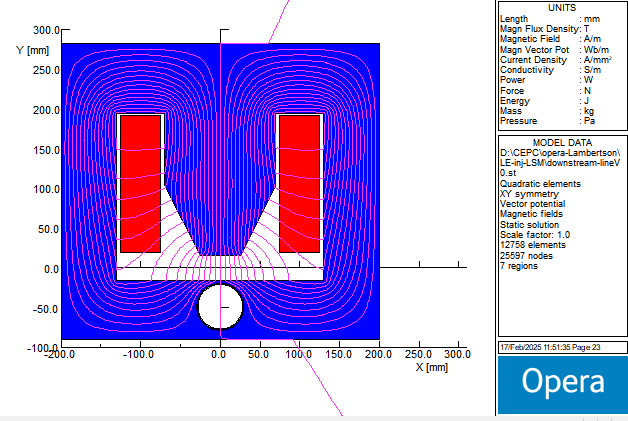 300.0
Y [mm]
250.0
200.0
150.0
100.0
50.0
0.0
-50.0
-100.0
-200.0 -100.0 0.0 50.0 100.0 150.0 200.0 250.0 300.0
X [mm]
UNITS
Length : mm
Magn Flux Density : T
Magnetic Field : A/m
Magn Vector Pot : Wb/m
Current Density : A/mm²
Conductivity : S/m
Power : W
Force : N
Energy : J
Mass : kg
Pressure : Pa
MODEL DATA
D:\CEPC\opera-Lambertson\
LE-inj-LSM\downstream-lineV
0.st
Quadratic elements
XY symmetry
Vector potential
Magnetic fields
Static solution
Scale factor: 1.0
12758 elements
25597 nodes
7 regions
17/Feb/2025 11:51:35 Page 23
Opera